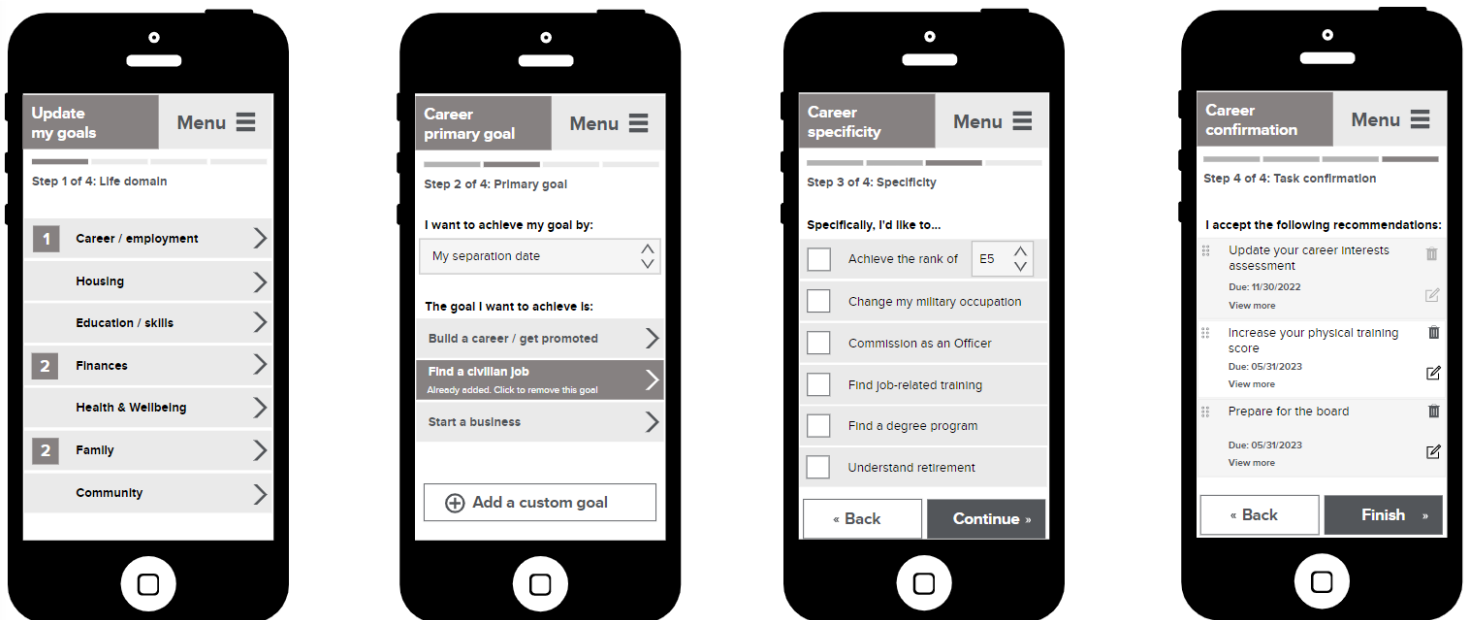 Update
my goals
Menu
Step 1 of 4: Life domain
1 Career / employment
Housing
Education / skills
2 Finances
Health & Wellbeing
2 Family
Community
Career
primary goal
Menu
Step 2 of 4: Primary goal
I want to achieve my goal by:
My separation date
The goal I want to achieve is:
Build a career / get promoted
Find a civilian job
Already added. Click to remove this goal
Start a business
Add a custom goal
Career
specificity
Menu
Step 3 of 4: Specificity
Specifically, I'd like to...
Achieve the rank of E5
Change my military occupation
Commission as an Officer
Find job-related training
Find a degree program
Understand retirement
« Back Continue »
Career
confirmation
Menu
Step 4 of 4: Task confirmation
I accept the following recommendations:
Update your career interests
assessment
Due: 11/30/2022
View more
Increase your physical training
score
Due: 05/31/2023
View more
Prepare for the board
Due: 05/31/2023
View more
« Back Finish »